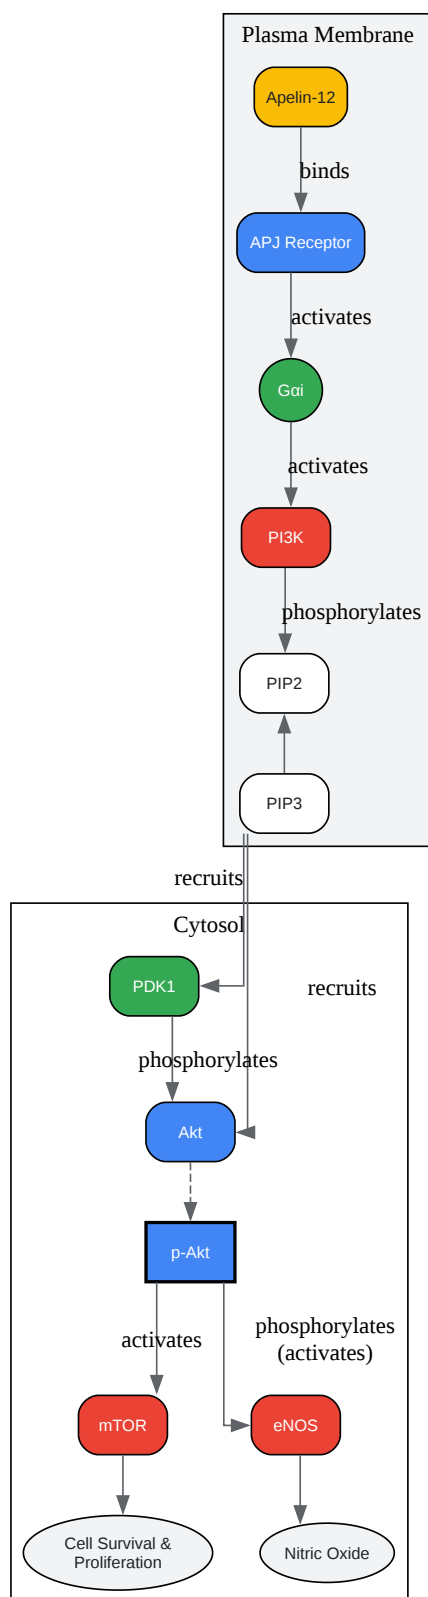 Plasma Membrane
Apelin-12
binds
APJ Receptor
activates
Gαi
activates
PI3K
phosphorylates
PIP2
PIP3
recruits
Cytosol
PDK1
recruits
phosphorylates
Akt
p-Akt
activates
phosphorylates
(activates)
mTOR
eNOS
Cell Survival &
Proliferation
Nitric Oxide